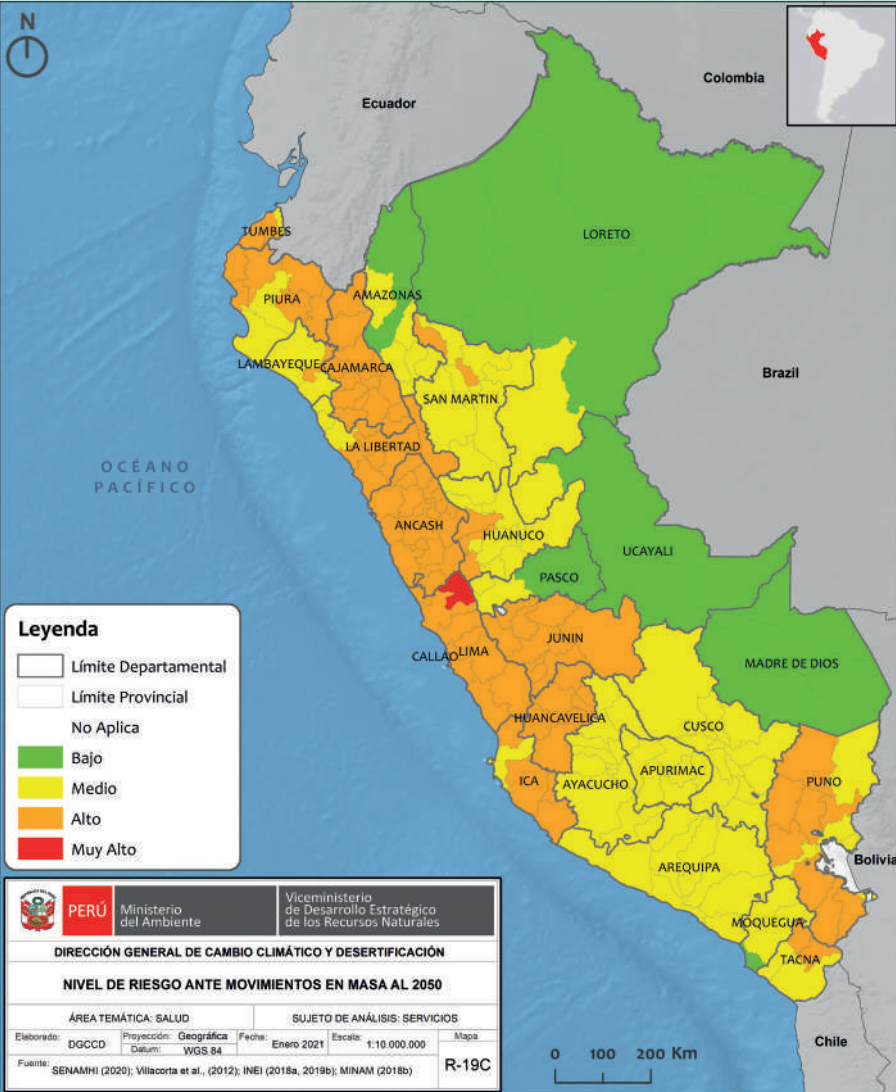 N
Colombia
Ecuador
LORETO
TUMBES
PIURA
AMAZONAS
LAMBAYEQUE
CAJAMARCA
Brazil
SAN MARTIN
LA LIBERTAD
OCÉANO
PACÍFICO
ANCASH
HUANUCO
UCAYALI
PASCO
JUNIN
CALLAO
LIMA
MADRE DE DIOS
HUANCAVELICA
CUSCO
ICA
AYACUCHO
APURIMAC
PUNO
AREQUIPA
Bolivia
MOQUEGUA
TACNA
Chile
Leyenda
Límite Departamental
Límite Provincial
No Aplica
Bajo
Medio
Alto
Muy Alto
PERÚ
Ministerio
del Ambiente
Viceministerio
de Desarrollo Estratégico
de los Recursos Naturales
DIRECCIÓN GENERAL DE CAMBIO CLIMÁTICO Y DESERTIFICACIÓN
NIVEL DE RIESGO ANTE MOVIMIENTOS EN MASA AL 2050
ÁREA TEMÁTICA: SALUD
SUJETO DE ANÁLISIS: SERVICIOS
Elaborado: DGCCD
Proyección: Geográfica
Datum: WGS 84
Fecha: Enero 2021
Escala: 1:10.000.000
Mapa
R-19C
Fuente: SENAMHI (2020); Villacorta et al., (2012); INEI (2018a, 2019b); MINAM (2018b)
0 100 200 Km